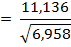 = 11,136 / √6,958